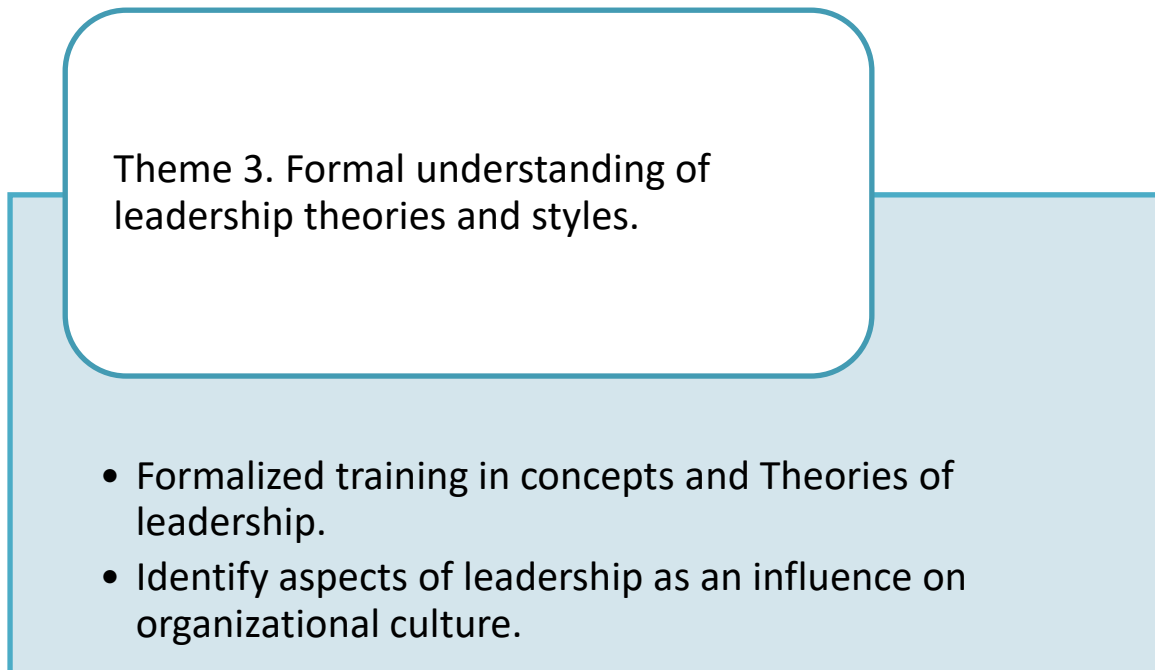 Theme 3. Formal understanding of
leadership theories and styles.
• Formalized training in concepts and Theories of
leadership.
• Identify aspects of leadership as an influence on
organizational culture.